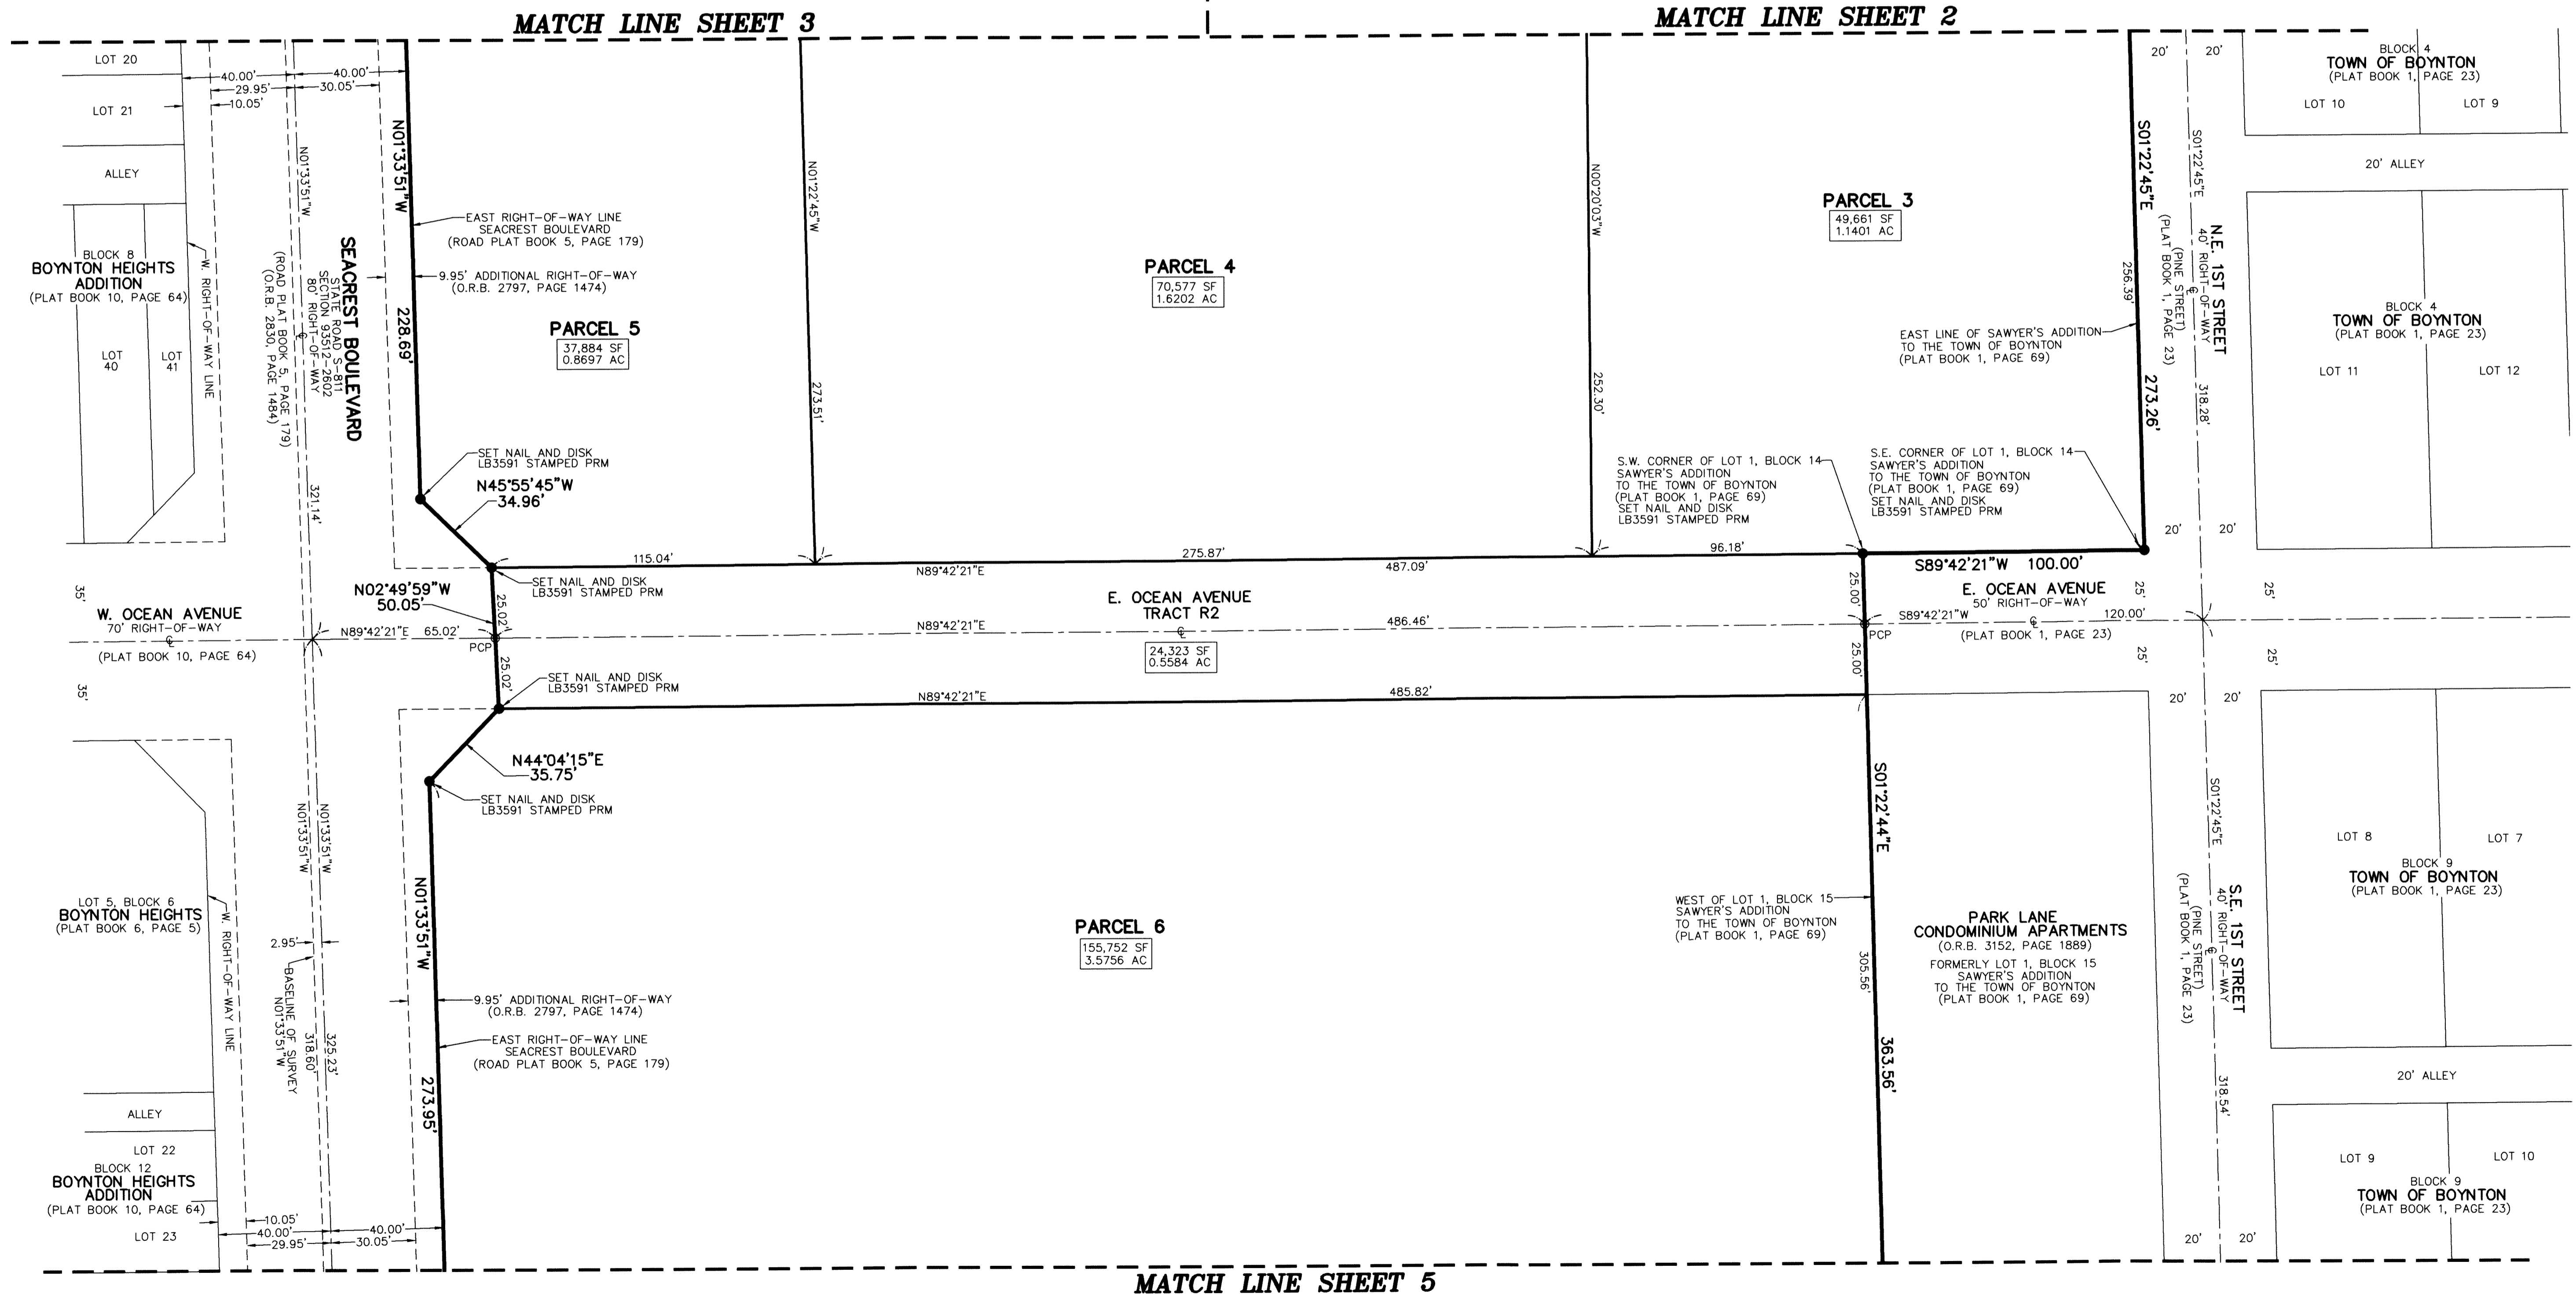 MATCH LINE SHEET 3
MATCH LINE SHEET 2
LOT 20
LOT 21
ALLEY
BLOCK 8
BOYNTON HEIGHTS
ADDITION
(PLAT BOOK 10, PAGE 64)
LOT
40
LOT
41
W. RIGHT-OF-WAY LINE
40.00'
40.00'
29.95'
30.05'
10.05'
N01°33'51"W
321.14'
(ROAD PLAT BOOK 5, PAGE 179)
(O.R.B. 2830, PAGE 1484)
SEACREST BOULEVARD
STATE ROAD S-811
SECTION 93512-2602
80' RIGHT-OF-WAY
℄
N01°33'51"W
228.69'
EAST RIGHT-OF-WAY LINE
SEACREST BOULEVARD
(ROAD PLAT BOOK 5, PAGE 179)
9.95' ADDITIONAL RIGHT-OF-WAY
(O.R.B. 2797, PAGE 1474)
PARCEL 5
37,884 SF
0.8697 AC
SET NAIL AND DISK
LB3591 STAMPED PRM
N45°55'45"W
34.96'
N01°22'45"W
273.51'
PARCEL 4
70,577 SF
1.6202 AC
N00°20'03"W
252.30'
PARCEL 3
49,661 SF
1.1401 AC
S01°22'45"E
256.39'
273.26'
EAST LINE OF SAWYER'S ADDITION
TO THE TOWN OF BOYNTON
(PLAT BOOK 1, PAGE 69)
S.W. CORNER OF LOT 1, BLOCK 14
SAWYER'S ADDITION
TO THE TOWN OF BOYNTON
(PLAT BOOK 1, PAGE 69)
SET NAIL AND DISK
LB3591 STAMPED PRM
S.E. CORNER OF LOT 1, BLOCK 14
SAWYER'S ADDITION
TO THE TOWN OF BOYNTON
(PLAT BOOK 1, PAGE 69)
SET NAIL AND DISK
LB3591 STAMPED PRM
20'
20'
S01°22'45"E
318.28'
N.E. 1ST STREET
40' RIGHT-OF-WAY
℄
(PINE STREET)
(PLAT BOOK 1, PAGE 23)
20'
20'
BLOCK 4
TOWN OF BOYNTON
(PLAT BOOK 1, PAGE 23)
LOT 10
LOT 9
20' ALLEY
BLOCK 4
TOWN OF BOYNTON
(PLAT BOOK 1, PAGE 23)
LOT 11
LOT 12
115.04'
275.87'
96.18'
N89°42'21"E
487.09'
S89°42'21"W 100.00'
SET NAIL AND DISK
LB3591 STAMPED PRM
N02°49'59"W
50.05'
25.02'
25.02'
35'
35'
W. OCEAN AVENUE
70' RIGHT-OF-WAY
℄
(PLAT BOOK 10, PAGE 64)
N89°42'21"E 65.02'
PCP
E. OCEAN AVENUE
TRACT R2
N89°42'21"E
486.46'
℄
24,323 SF
0.5584 AC
25.00'
25.00'
PCP
E. OCEAN AVENUE
50' RIGHT-OF-WAY
S89°42'21"W
120.00'
℄
(PLAT BOOK 1, PAGE 23)
25'
25'
25'
25'
SET NAIL AND DISK
LB3591 STAMPED PRM
N89°42'21"E
485.82'
N44°04'15"E
35.75'
SET NAIL AND DISK
LB3591 STAMPED PRM
LOT 5, BLOCK 6
BOYNTON HEIGHTS
(PLAT BOOK 6, PAGE 5)
W. RIGHT-OF-WAY LINE
ALLEY
LOT 22
BLOCK 12
BOYNTON HEIGHTS
ADDITION
(PLAT BOOK 10, PAGE 64)
LOT 23
N01°33'51"W
N01°33'51"W
2.95'
BASELINE OF SURVEY
N01°33'51"W
318.60'
325.23'
10.05'
40.00'
40.00'
29.95'
30.05'
N01°33'51"W
273.95'
9.95' ADDITIONAL RIGHT-OF-WAY
(O.R.B. 2797, PAGE 1474)
EAST RIGHT-OF-WAY LINE
SEACREST BOULEVARD
(ROAD PLAT BOOK 5, PAGE 179)
PARCEL 6
155,752 SF
3.5756 AC
S01°22'44"E
305.56'
363.56'
WEST OF LOT 1, BLOCK 15
SAWYER'S ADDITION
TO THE TOWN OF BOYNTON
(PLAT BOOK 1, PAGE 69)
PARK LANE
CONDOMINIUM APARTMENTS
(O.R.B. 3152, PAGE 1889)
FORMERLY LOT 1, BLOCK 15
SAWYER'S ADDITION
TO THE TOWN OF BOYNTON
(PLAT BOOK 1, PAGE 69)
20'
20'
S01°22'45"E
318.54'
S.E. 1ST STREET
40' RIGHT-OF-WAY
℄
(PINE STREET)
(PLAT BOOK 1, PAGE 23)
20'
20'
LOT 8
LOT 7
BLOCK 9
TOWN OF BOYNTON
(PLAT BOOK 1, PAGE 23)
20' ALLEY
LOT 9
LOT 10
BLOCK 9
TOWN OF BOYNTON
(PLAT BOOK 1, PAGE 23)
MATCH LINE SHEET 5